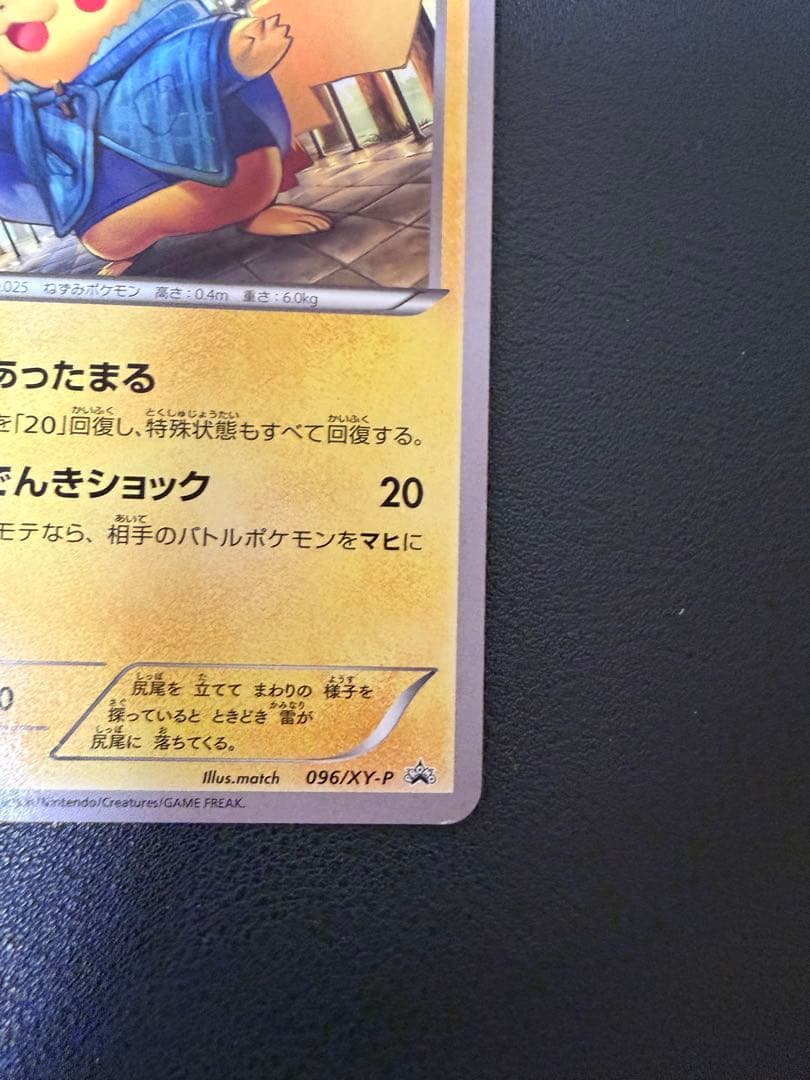 .025 ねずみポケモン 高さ:0.4m 重さ:6.0kg
あったまる
を「20」回復し、特殊状態もすべて回復する。
でんきショック 20
モテなら、相手のバトルポケモンをマヒに
0
尻尾を 立てて まわりの 様子を
探っていると ときどき 雷が
尻尾に 落ちてくる。
Illus.match 096/XY-P
/Nintendo/Creatures/GAME FREAK.